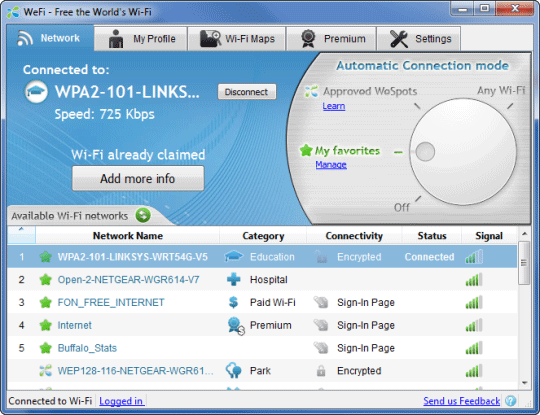 WeFi - Free the World's Wi-Fi
Network My Profile Wi-Fi Maps Premium Settings
Connected to:
WPA2-101-LINKS...
Disconnect
Speed: 725 Kbps
Wi-Fi already claimed
Add more info
Automatic Connection mode
Approved WoSpots
Learn
Any Wi-Fi
My favorites
Manage
Off
Available Wi-Fi networks
Network Name Category Connectivity Status Signal
1 WPA2-101-LINKSYS-WRT54G-V5 Education Encrypted Connected
2 Open-2-NETGEAR-WGR614-V7 Hospital
3 FON_FREE_INTERNET Paid Wi-Fi Sign-In Page
4 Internet Premium Sign-In Page
5 Buffalo_Stats Sign-In Page
WEP128-116-NETGEAR-WGR61... Park Encrypted
Connected to Wi-Fi Logged in Send us Feedback